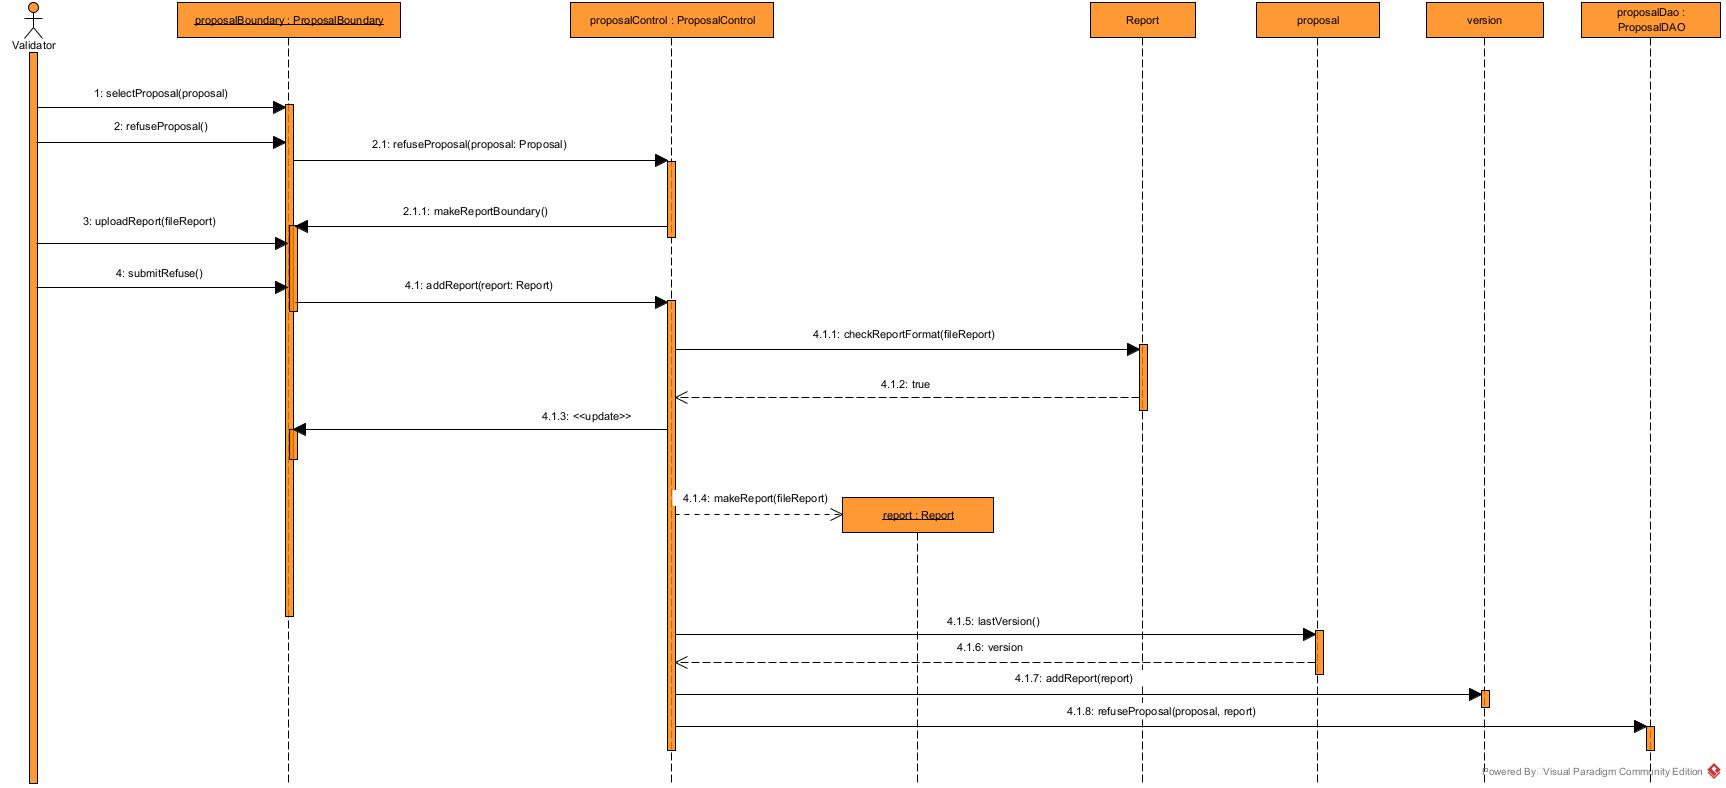 Validator
proposalBoundary : ProposalBoundary
proposalControl : ProposalControl
Report
proposal
version
proposalDao :
ProposalDAO
1: selectProposal(proposal)
2: refuseProposal()
2.1: refuseProposal(proposal: Proposal)
2.1.1: makeReportBoundary()
3: uploadReport(fileReport)
4: submitRefuse()
4.1: addReport(report: Report)
4.1.1: checkReportFormat(fileReport)
4.1.2: true
4.1.3: <<update>>
4.1.4: makeReport(fileReport)
report : Report
4.1.5: lastVersion()
4.1.6: version
4.1.7: addReport(report)
4.1.8: refuseProposal(proposal, report)
Powered By Visual Paradigm Community Edition